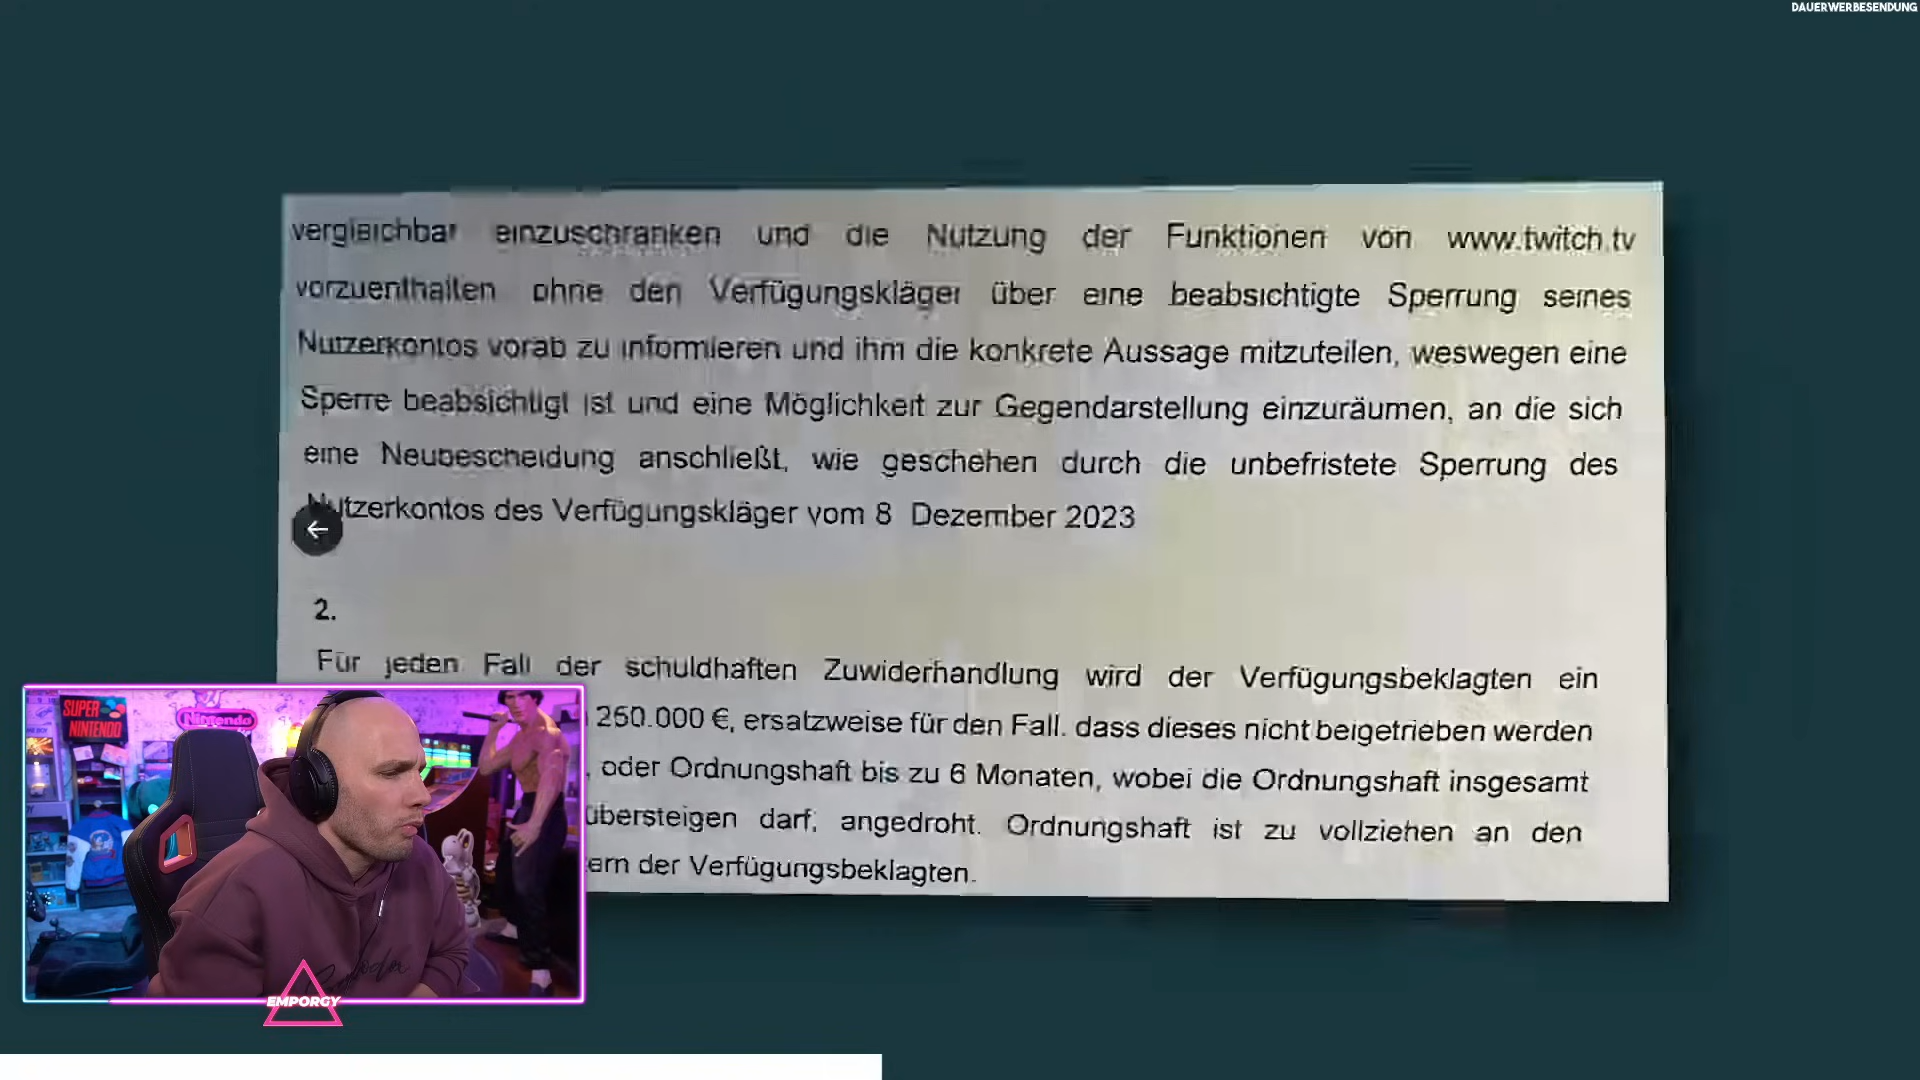 DAUERWERBESENDUNG
vergleichbar einzuschränken und die Nutzung der Funktionen von www.twitch.tv
vorzuenthalten ohne den Verfügungskläger über eine beabsichtigte Sperrung seines
Nutzerkontos vorab zu informieren und ihm die konkrete Aussage mitzuteilen, weswegen eine
Sperre beabsichtigt ist und eine Möglichkeit zur Gegendarstellung einzuräumen, an die sich
eine Neubescheidung anschließt, wie geschehen durch die unbefristete Sperrung des
Nutzerkontos des Verfügungskläger vom 8 Dezember 2023
2.
Für jeden Fall der schuldhaften Zuwiderhandlung wird der Verfügungsbeklagten ein
250.000 €, ersatzweise für den Fall. dass dieses nicht beigetrieben werden
, oder Ordnungshaft bis zu 6 Monaten, wobei die Ordnungshaft insgesamt
übersteigen darf; angedroht. Ordnungshaft ist zu vollziehen an den
ern der Verfügungsbeklagten.
SUPER
NINTENDO
Nintendo
EMPORGY